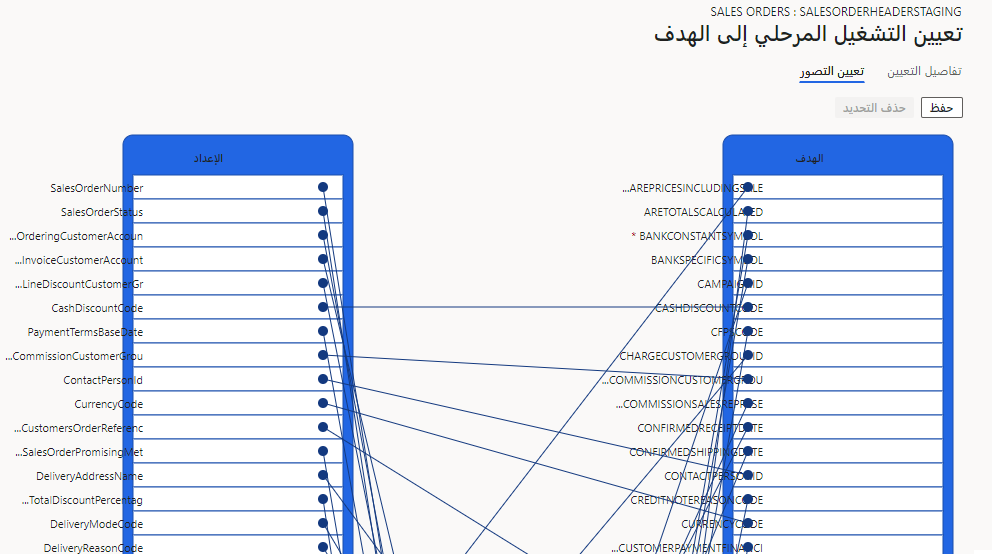 SALES ORDERS : SALESORDERHEADERSTAGING
تعيين التشغيل المرحلي إلى الهدف
تفاصيل التعيين
تعيين التصور
حفظ
حذف التحديد
الهدف
...AREPRICESINCLUDINGSALE
ARETOTALSCALCULATED
* BANKCONSTANTSYMBOL
BANKSPECIFICSYMBOL
CAMPAIGNID
CASHDISCOUNTCODE
CFPSCODE
CHARGECUSTOMERGROUPID
...COMMISSIONCUSTOMERGROU
...COMMISSIONSALESREPRESE
CONFIRMEDRECEIPTDATE
CONFIRMEDSHIPPINGDATE
CONTACTPERSONID
CREDITNOTEREASONCODE
CURRENCYCODE
...CUSTOMERPAYMENTFINANCI
الإعداد
SalesOrderNumber
SalesOrderStatus
...OrderingCustomerAccoun
...InvoiceCustomerAccount
...LineDiscountCustomerGr
CashDiscountCode
PaymentTermsBaseDate
...CommissionCustomerGrou
ContactPersonId
CurrencyCode
...CustomersOrderReferenc
...SalesOrderPromisingMet
DeliveryAddressName
...TotalDiscountPercentag
DeliveryModeCode
DeliveryReasonCode